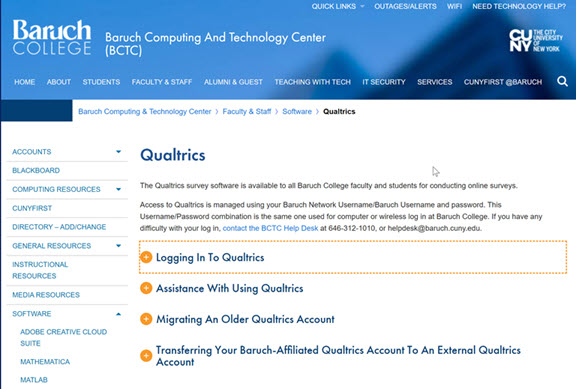 QUICK LINKS OUTAGES/ALERTS WIFI NEED TECHNOLOGY HELP?
Baruch
COLLEGE
Baruch Computing And Technology Center
(BCTC)
CU
NY
THE CITY
UNIVERSITY
OF
NEW YORK
HOME ABOUT STUDENTS FACULTY & STAFF ALUMNI & GUEST TEACHING WITH TECH IT SECURITY SERVICES CUNYFIRST @BARUCH
Baruch Computing & Technology Center > Faculty & Staff > Software > Qualtrics
ACCOUNTS
BLACKBOARD
COMPUTING RESOURCES
CUNYFIRST
DIRECTORY – ADD/CHANGE
GENERAL RESOURCES
INSTRUCTIONAL
RESOURCES
MEDIA RESOURCES
SOFTWARE
ADOBE CREATIVE CLOUD
SUITE
MATHEMATICA
MATLAB
Qualtrics
The Qualtrics survey software is available to all Baruch College faculty and students for conducting online surveys.
Access to Qualtrics is managed using your Baruch Network Username/Baruch Username and password. This
Username/Password combination is the same one used for computer or wireless log in at Baruch College. If you have any
difficulty with your log in, contact the BCTC Help Desk at 646-312-1010, or helpdesk@baruch.cuny.edu.
Logging In To Qualtrics
Assistance With Using Qualtrics
Migrating An Older Qualtrics Account
Transferring Your Baruch-Affiliated Qualtrics Account To An External Qualtrics
Account